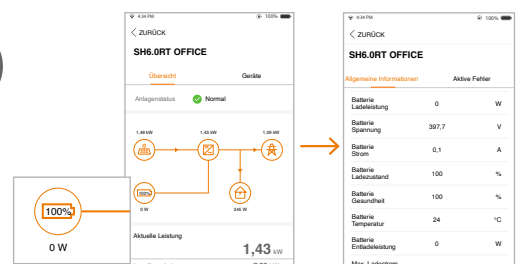 4:34 PM 100%
< ZURÜCK
SH6.0RT OFFICE
Übersicht Geräte
Anlagenstatus Normal
1,49 kW 1,43 kW 1,09 kW
100%
0 W 345 W
Aktuelle Leistung
1,43 kW
100%
0 W
4:34 PM 100%
< ZURÜCK
SH6.0RT OFFICE
Allgemeine Informationen Aktive Fehler
Batterie
Ladeleistung 0 W
Batterie
Spannung 397,7 V
Batterie
Strom 0,1 A
Batterie
Ladezustand 100 %
Batterie
Gesundheit 100 %
Batterie
Temperatur 24 °C
Batterie
Entladeleistung 0 W
Max. Ladestrom